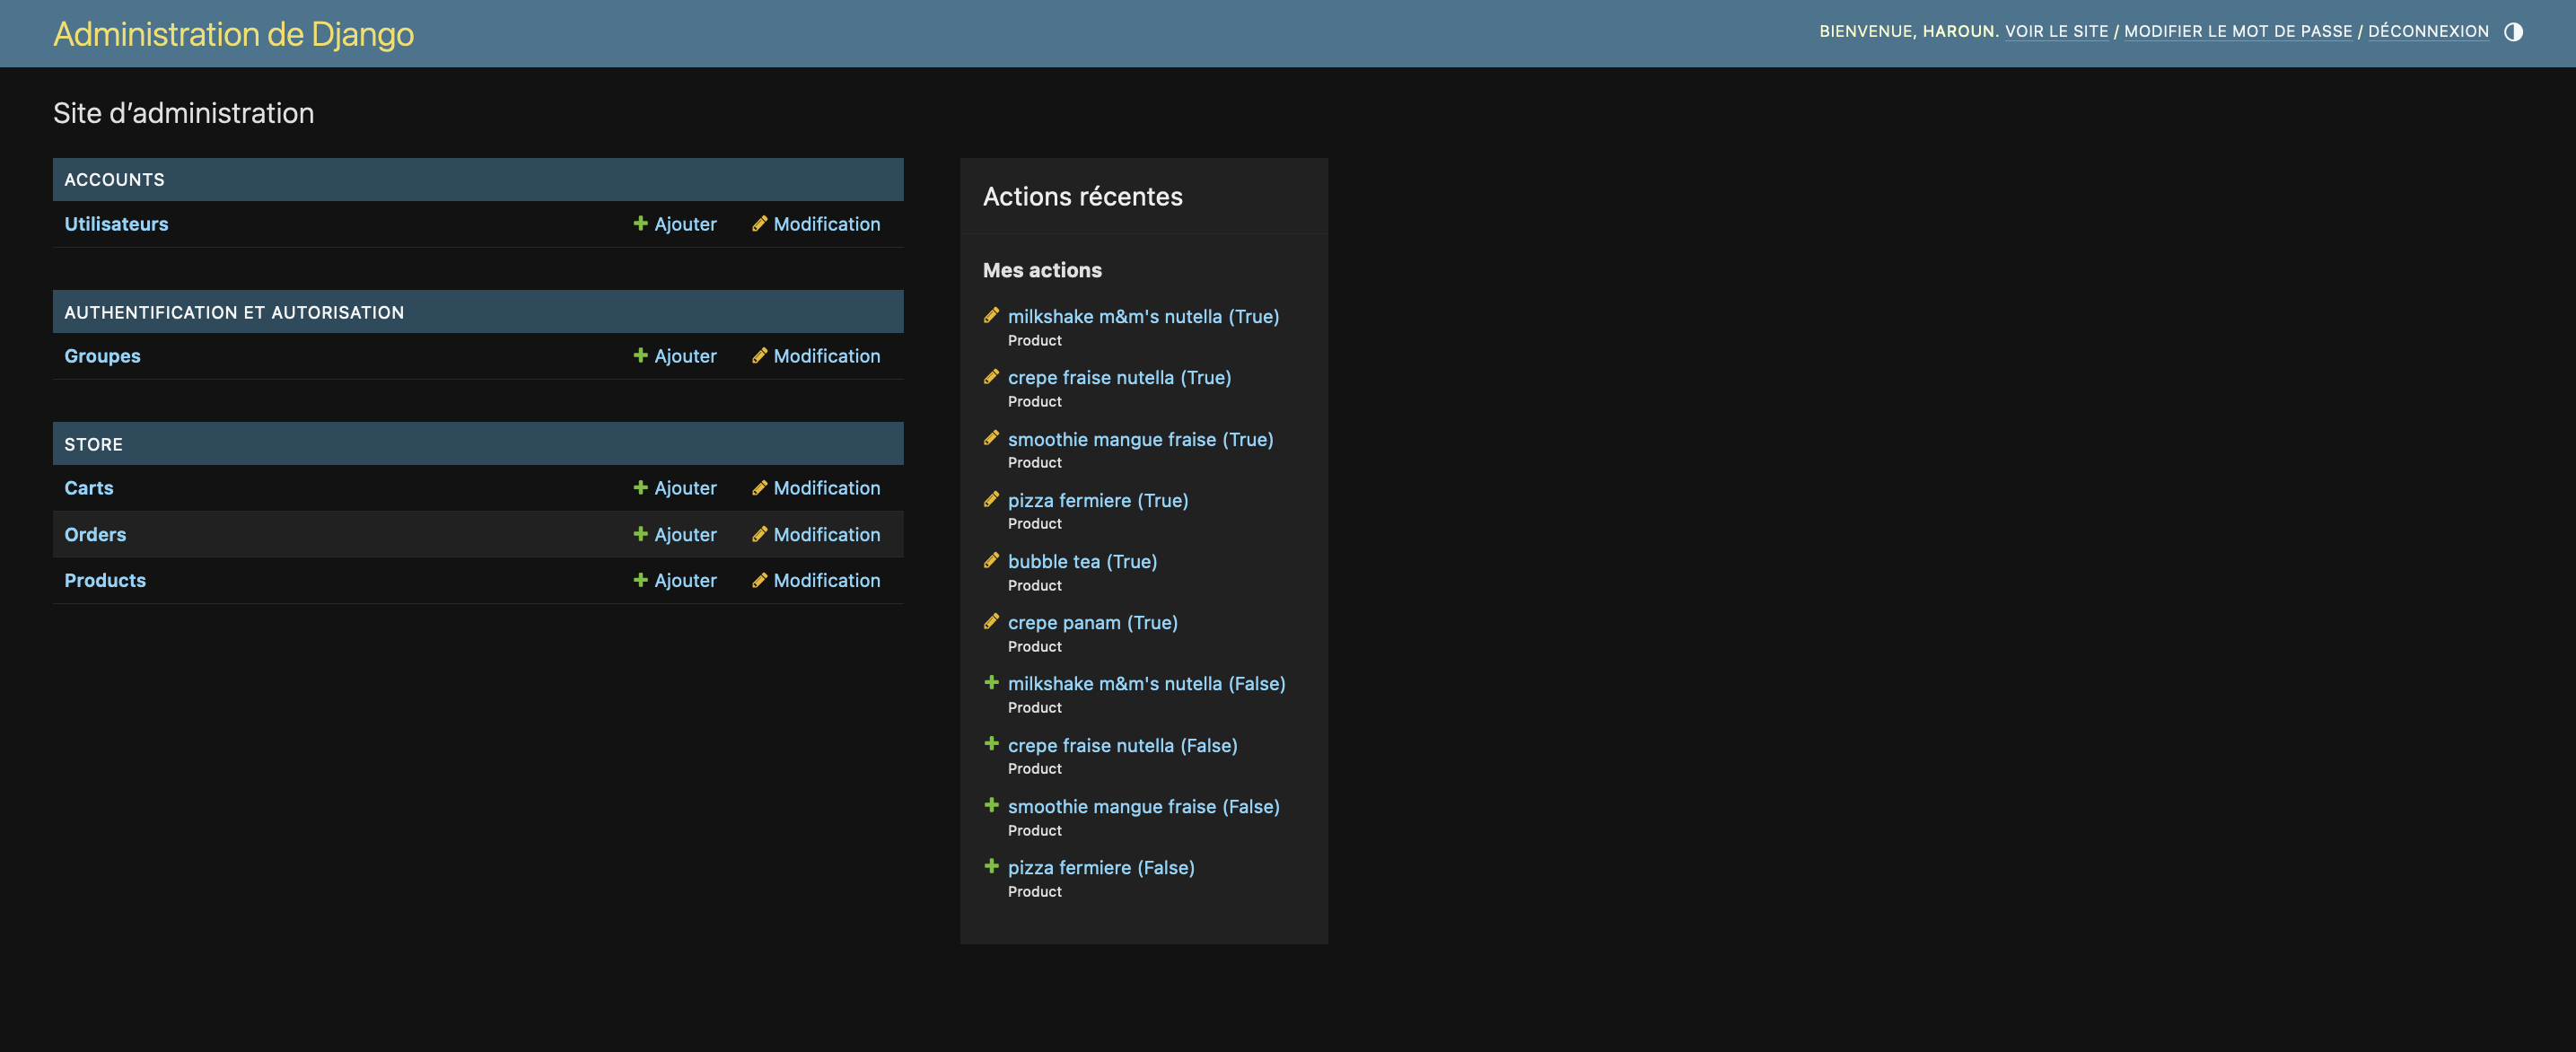 Administration de Django
BIENVENUE, HAROUN. VOIR LE SITE / MODIFIER LE MOT DE PASSE / DÉCONNEXION
Site d’administration
ACCOUNTS
Utilisateurs Ajouter Modification
AUTHENTIFICATION ET AUTORISATION
Groupes Ajouter Modification
STORE
Carts Ajouter Modification
Orders Ajouter Modification
Products Ajouter Modification
Actions récentes
Mes actions
milkshake m&m's nutella (True)
Product
crepe fraise nutella (True)
Product
smoothie mangue fraise (True)
Product
pizza fermiere (True)
Product
bubble tea (True)
Product
crepe panam (True)
Product
milkshake m&m's nutella (False)
Product
crepe fraise nutella (False)
Product
smoothie mangue fraise (False)
Product
pizza fermiere (False)
Product